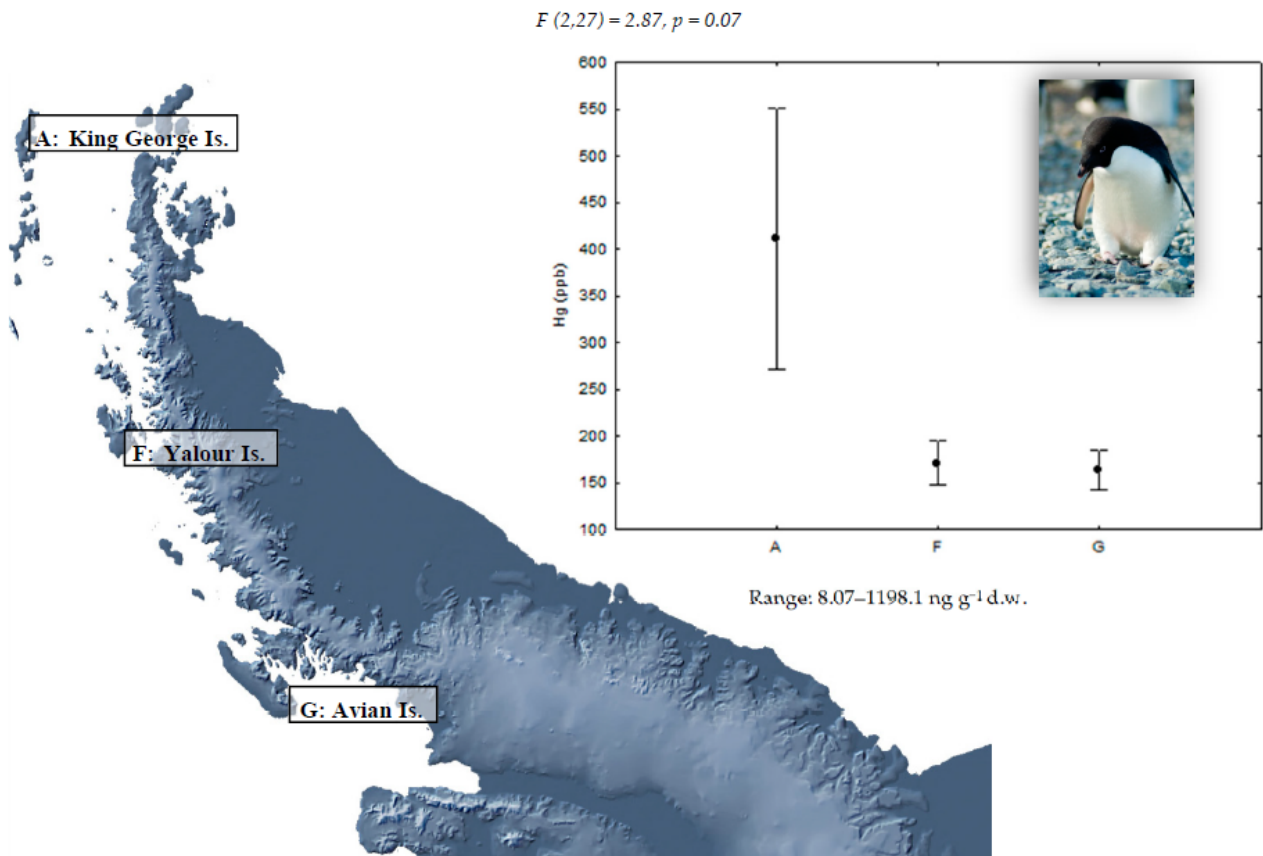 F (2,27) = 2.87, p = 0.07
A: King George Is.
F: Yalour Is.
G: Avian Is.
Hg (ppb)
600
550
500
450
400
350
300
250
200
150
100
A F G
Range: 8.07–1198.1 ng g⁻¹ d.w.